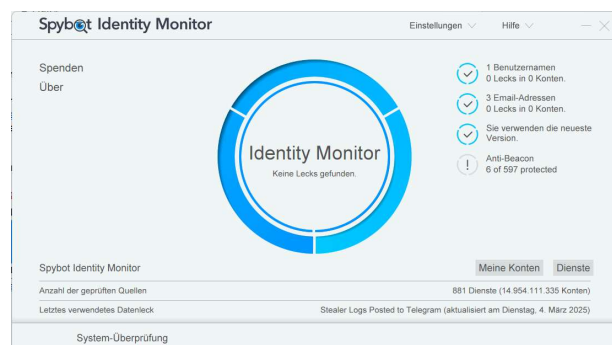 Spybot Identity Monitor
Einstellungen
Hilfe
Spenden
Über
1 Benutzernamen
0 Lecks in 0 Konten.
3 Email-Adressen
0 Lecks in 0 Konten.
Sie verwenden die neueste
Version.
Anti-Beacon
6 of 597 protected
Identity Monitor
Keine Lecks gefunden.
Spybot Identity Monitor
Meine Konten
Dienste
Anzahl der geprüften Quellen
881 Dienste (14.954.111.335 Konten)
Letztes verwendetes Datenleck
Stealer Logs Posted to Telegram (aktualisiert am Dienstag, 4. März 2025)
System-Überprüfung